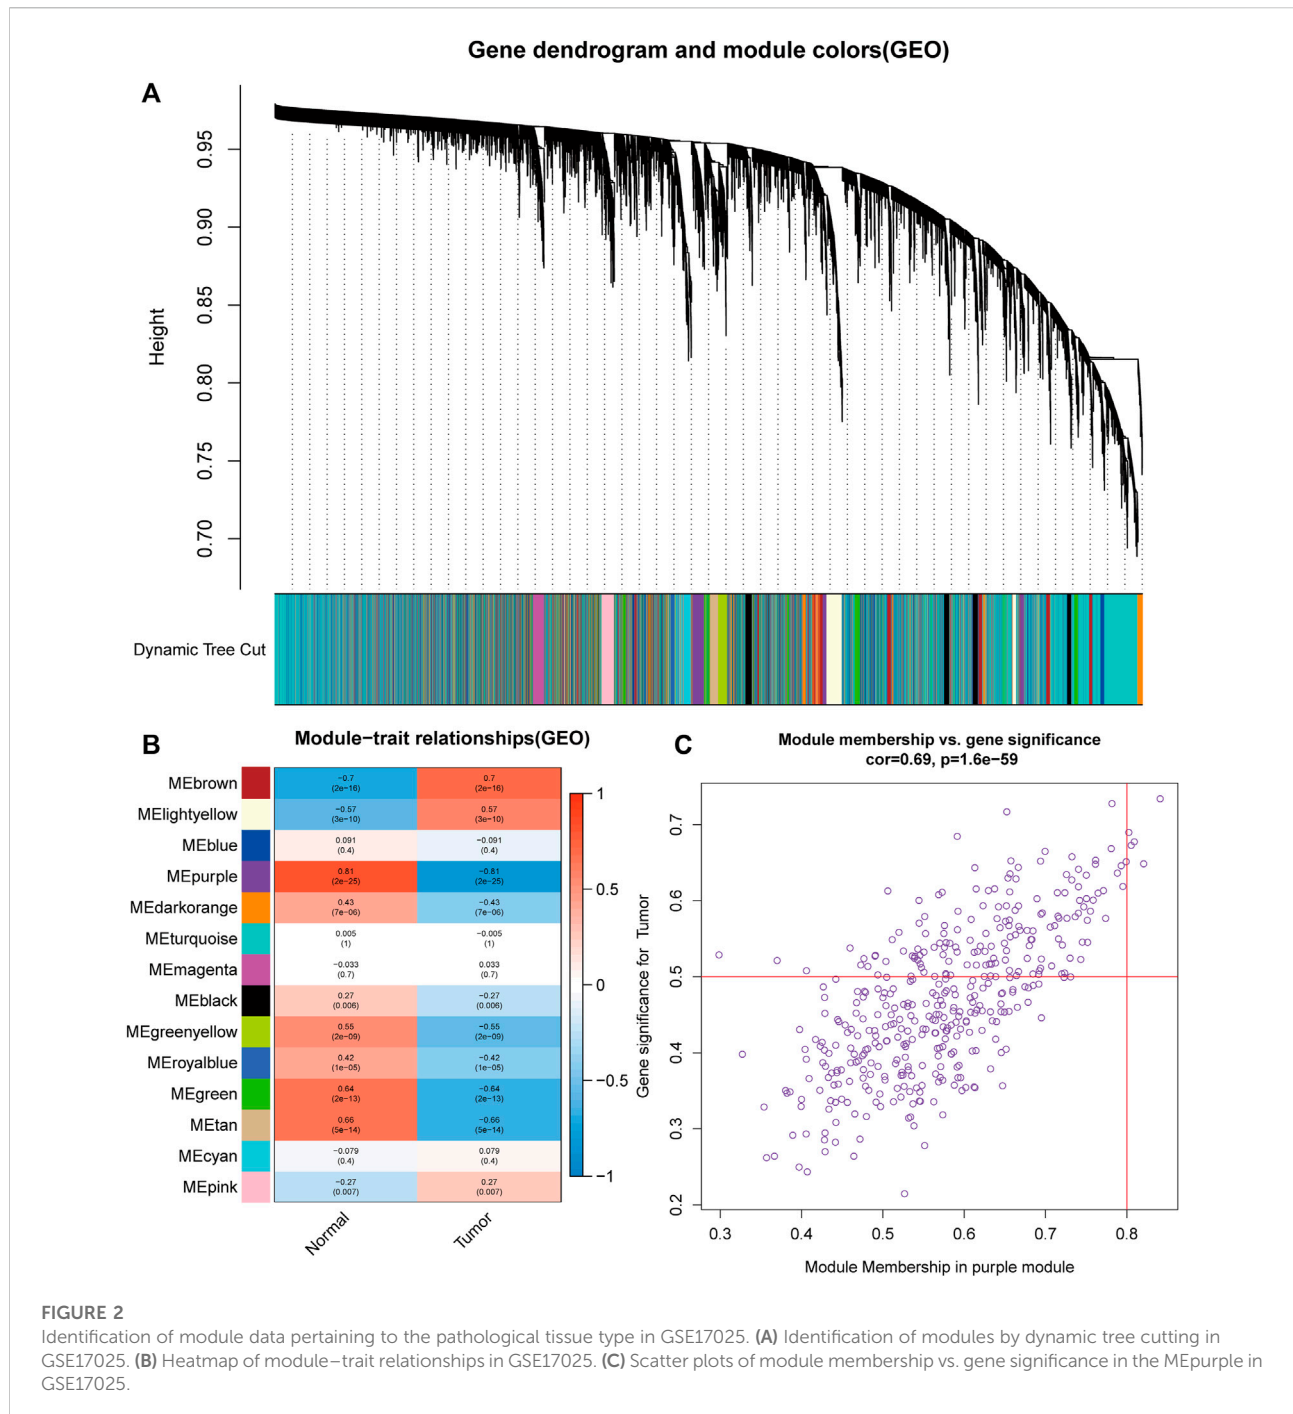 Gene dendrogram and module colors(GEO)
A
Height
0.95
0.90
0.85
0.80
0.75
0.70
Dynamic Tree Cut
B
Module−trait relationships(GEO)
MEbrown
−0.7
(2e−16)
0.7
(2e−16)
MElightyellow
−0.57
(3e−10)
0.57
(3e−10)
MEblue
0.091
(0.4)
−0.091
(0.4)
MEpurple
0.81
(2e−25)
−0.81
(2e−25)
MEdarkorange
0.43
(7e−06)
−0.43
(7e−06)
MEturquoise
0.005
(1)
−0.005
(1)
MEmagenta
−0.033
(0.7)
0.033
(0.7)
MEblack
0.27
(0.006)
−0.27
(0.006)
MEgreenyellow
0.55
(2e−09)
−0.55
(2e−09)
MEroyalblue
0.42
(1e−05)
−0.42
(1e−05)
MEgreen
0.64
(2e−13)
−0.64
(2e−13)
MEtan
0.66
(5e−14)
−0.66
(5e−14)
MEcyan
−0.079
(0.4)
0.079
(0.4)
MEpink
−0.27
(0.007)
0.27
(0.007)
Normal
Tumor
1
0.5
0
−0.5
−1
C
Module membership vs. gene significance
cor=0.69, p=1.6e−59
Gene significance for Tumor
0.7
0.6
0.5
0.4
0.3
0.2
0.3
0.4
0.5
0.6
0.7
0.8
Module Membership in purple module
FIGURE 2
Identification of module data pertaining to the pathological tissue type in GSE17025. (A) Identification of modules by dynamic tree cutting in
GSE17025. (B) Heatmap of module–trait relationships in GSE17025. (C) Scatter plots of module membership vs. gene significance in the MEpurple in
GSE17025.